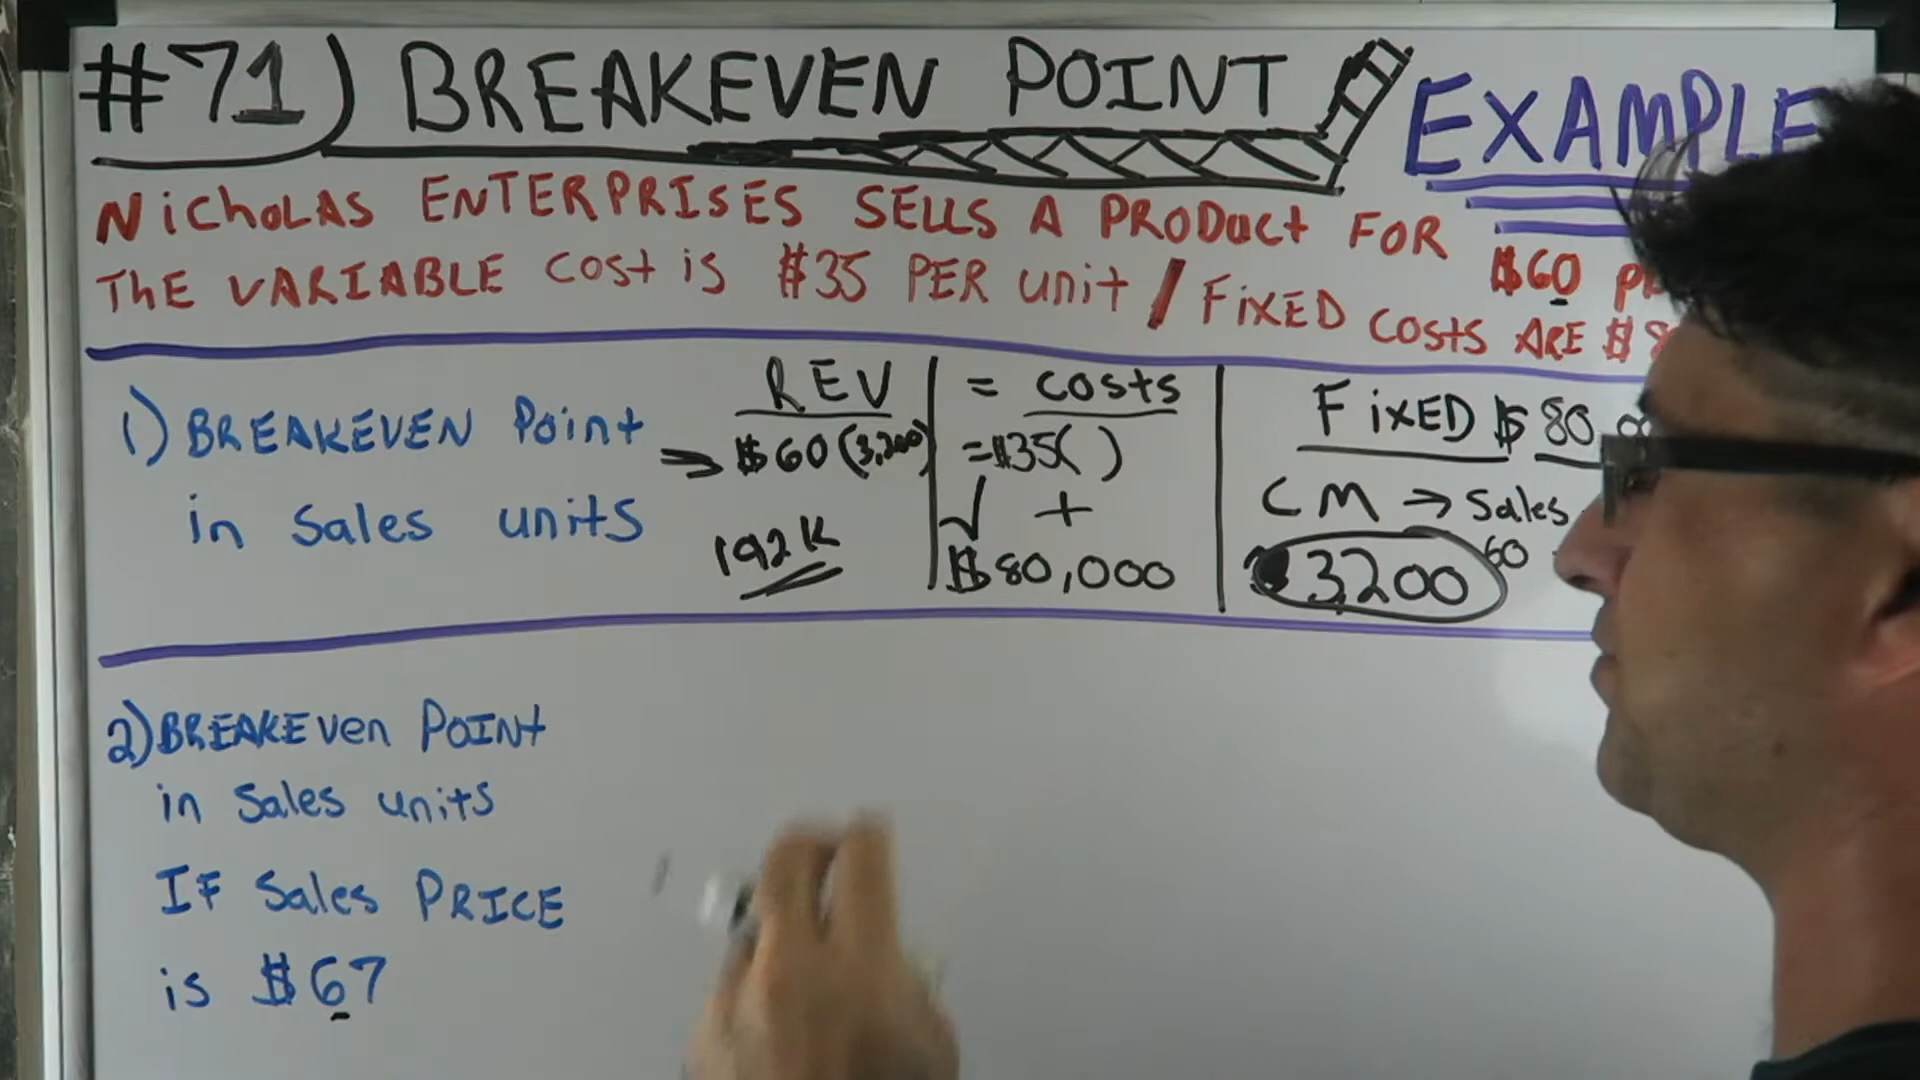 #71) BREAKEVEN POINT EXAMPLE
NichoLAS ENTERPRISES SELLS A PRODuct FOR $60
ThE VARIABLE cost is $35 PER unit / FiXED costs ARE $
1) BREAKEVEN Point
in Sales units
REV = costs
⇒ $60 (3,200) = $35( )
√ +
192K $80,000
FiXED $80
CM → Sales
3,200 60
2) BREAKEven POINt
in Sales units
IF Sales PRICE
is $67